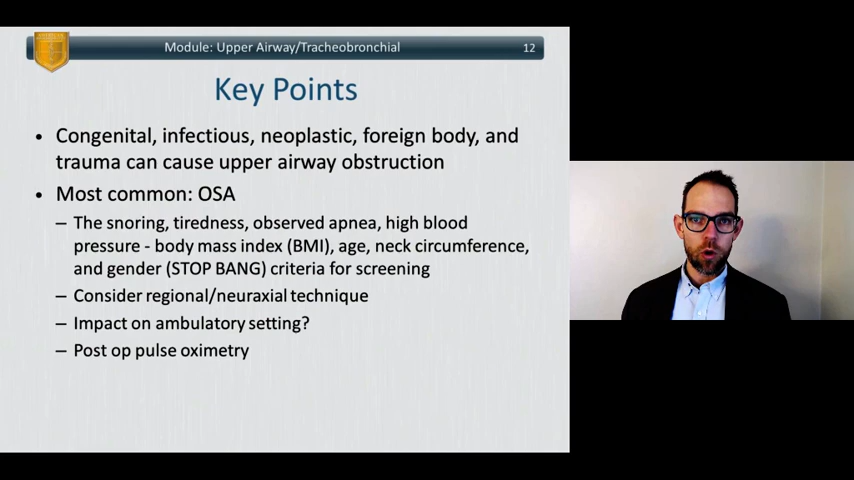 Module: Upper Airway/Tracheobronchial 12
Key Points
• Congenital, infectious, neoplastic, foreign body, and
trauma can cause upper airway obstruction
• Most common: OSA
– The snoring, tiredness, observed apnea, high blood
pressure - body mass index (BMI), age, neck circumference,
and gender (STOP BANG) criteria for screening
– Consider regional/neuraxial technique
– Impact on ambulatory setting?
– Post op pulse oximetry